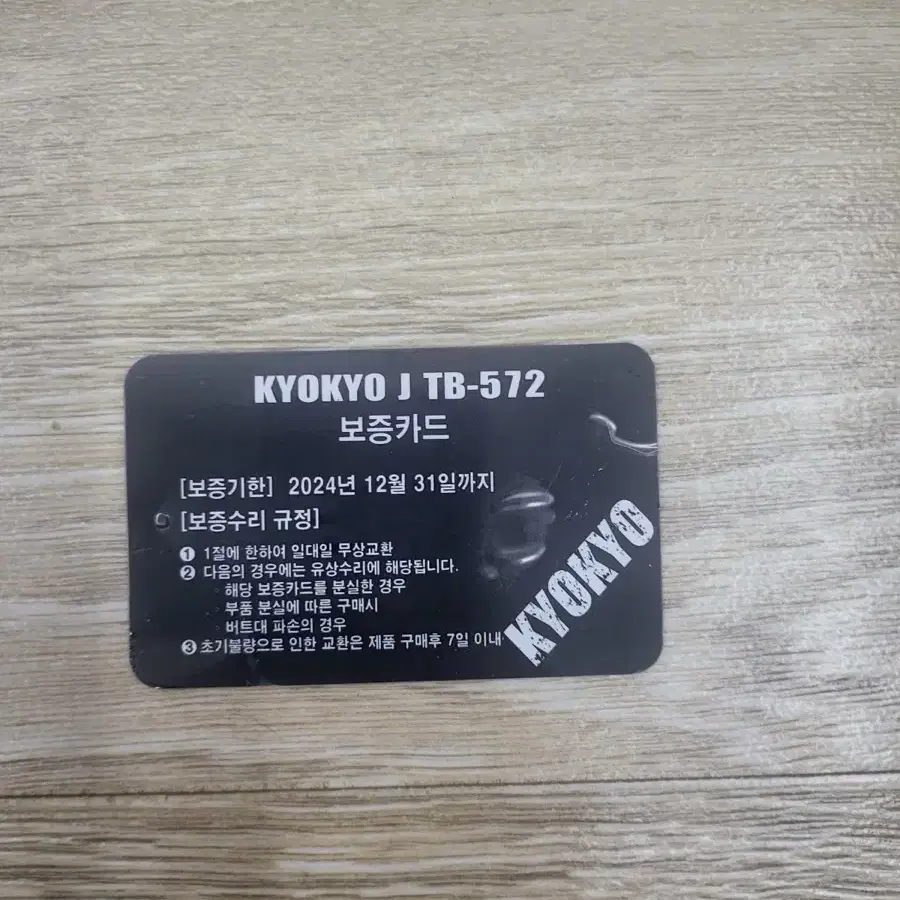 KYOKYO J TB-572
보증카드
[보증기한] 2024년 12월 31일까지
[보증수리 규정]
❶ 1절에 한하여 일대일 무상교환
❷ 다음의 경우에는 유상수리에 해당됩니다.
· 해당 보증카드를 분실한 경우
· 부품 분실에 따른 구매시
· 버트대 파손의 경우
❸ 초기불량으로 인한 교환은 제품 구매후 7일 이내
KYOKYO